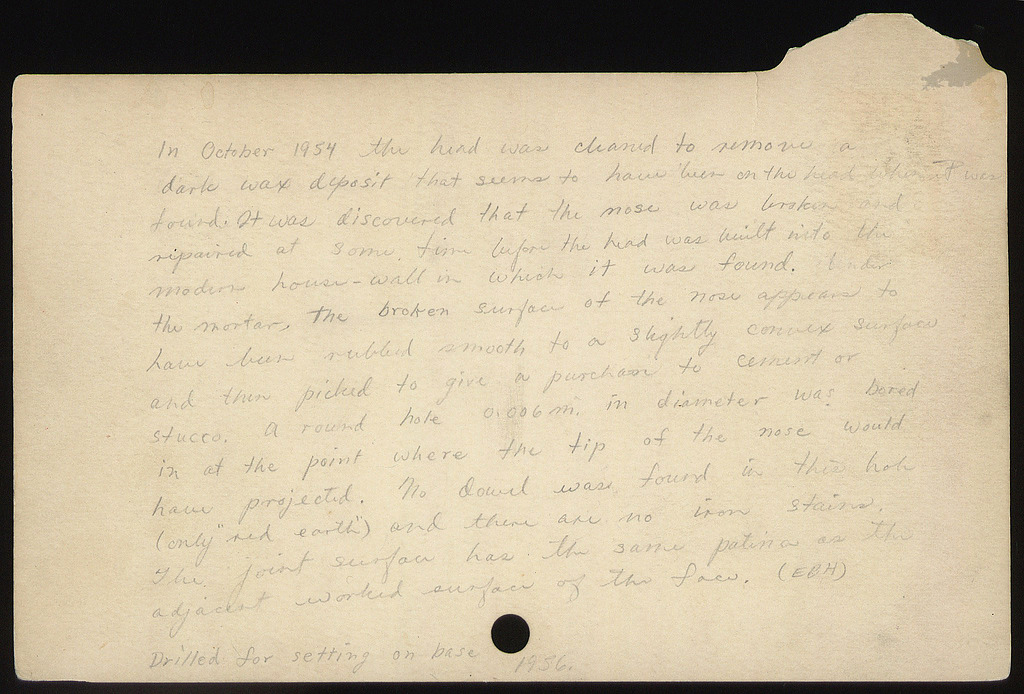 In October 1954 the head was cleaned to remove a
dark wax deposit that seems to have been on the head when it was
found. It was discovered that the nose was broken and
repaired at some time before the head was built into the
modern house-wall in which it was found. Under
the mortar, the broken surface of the nose appears to
have been rubbed smooth to a slightly convex surface
and then picked to give a purchase to cement or
stucco. A round hole 0.006 m. in diameter was bored
in at the point where the tip of the nose would
have projected. No dowel was found in this hole
(only "red earth") and there are no iron stains.
The joint surface has the same patina as the
adjacent worked surface of the face. (EBH)
Drilled for setting on base 1956.